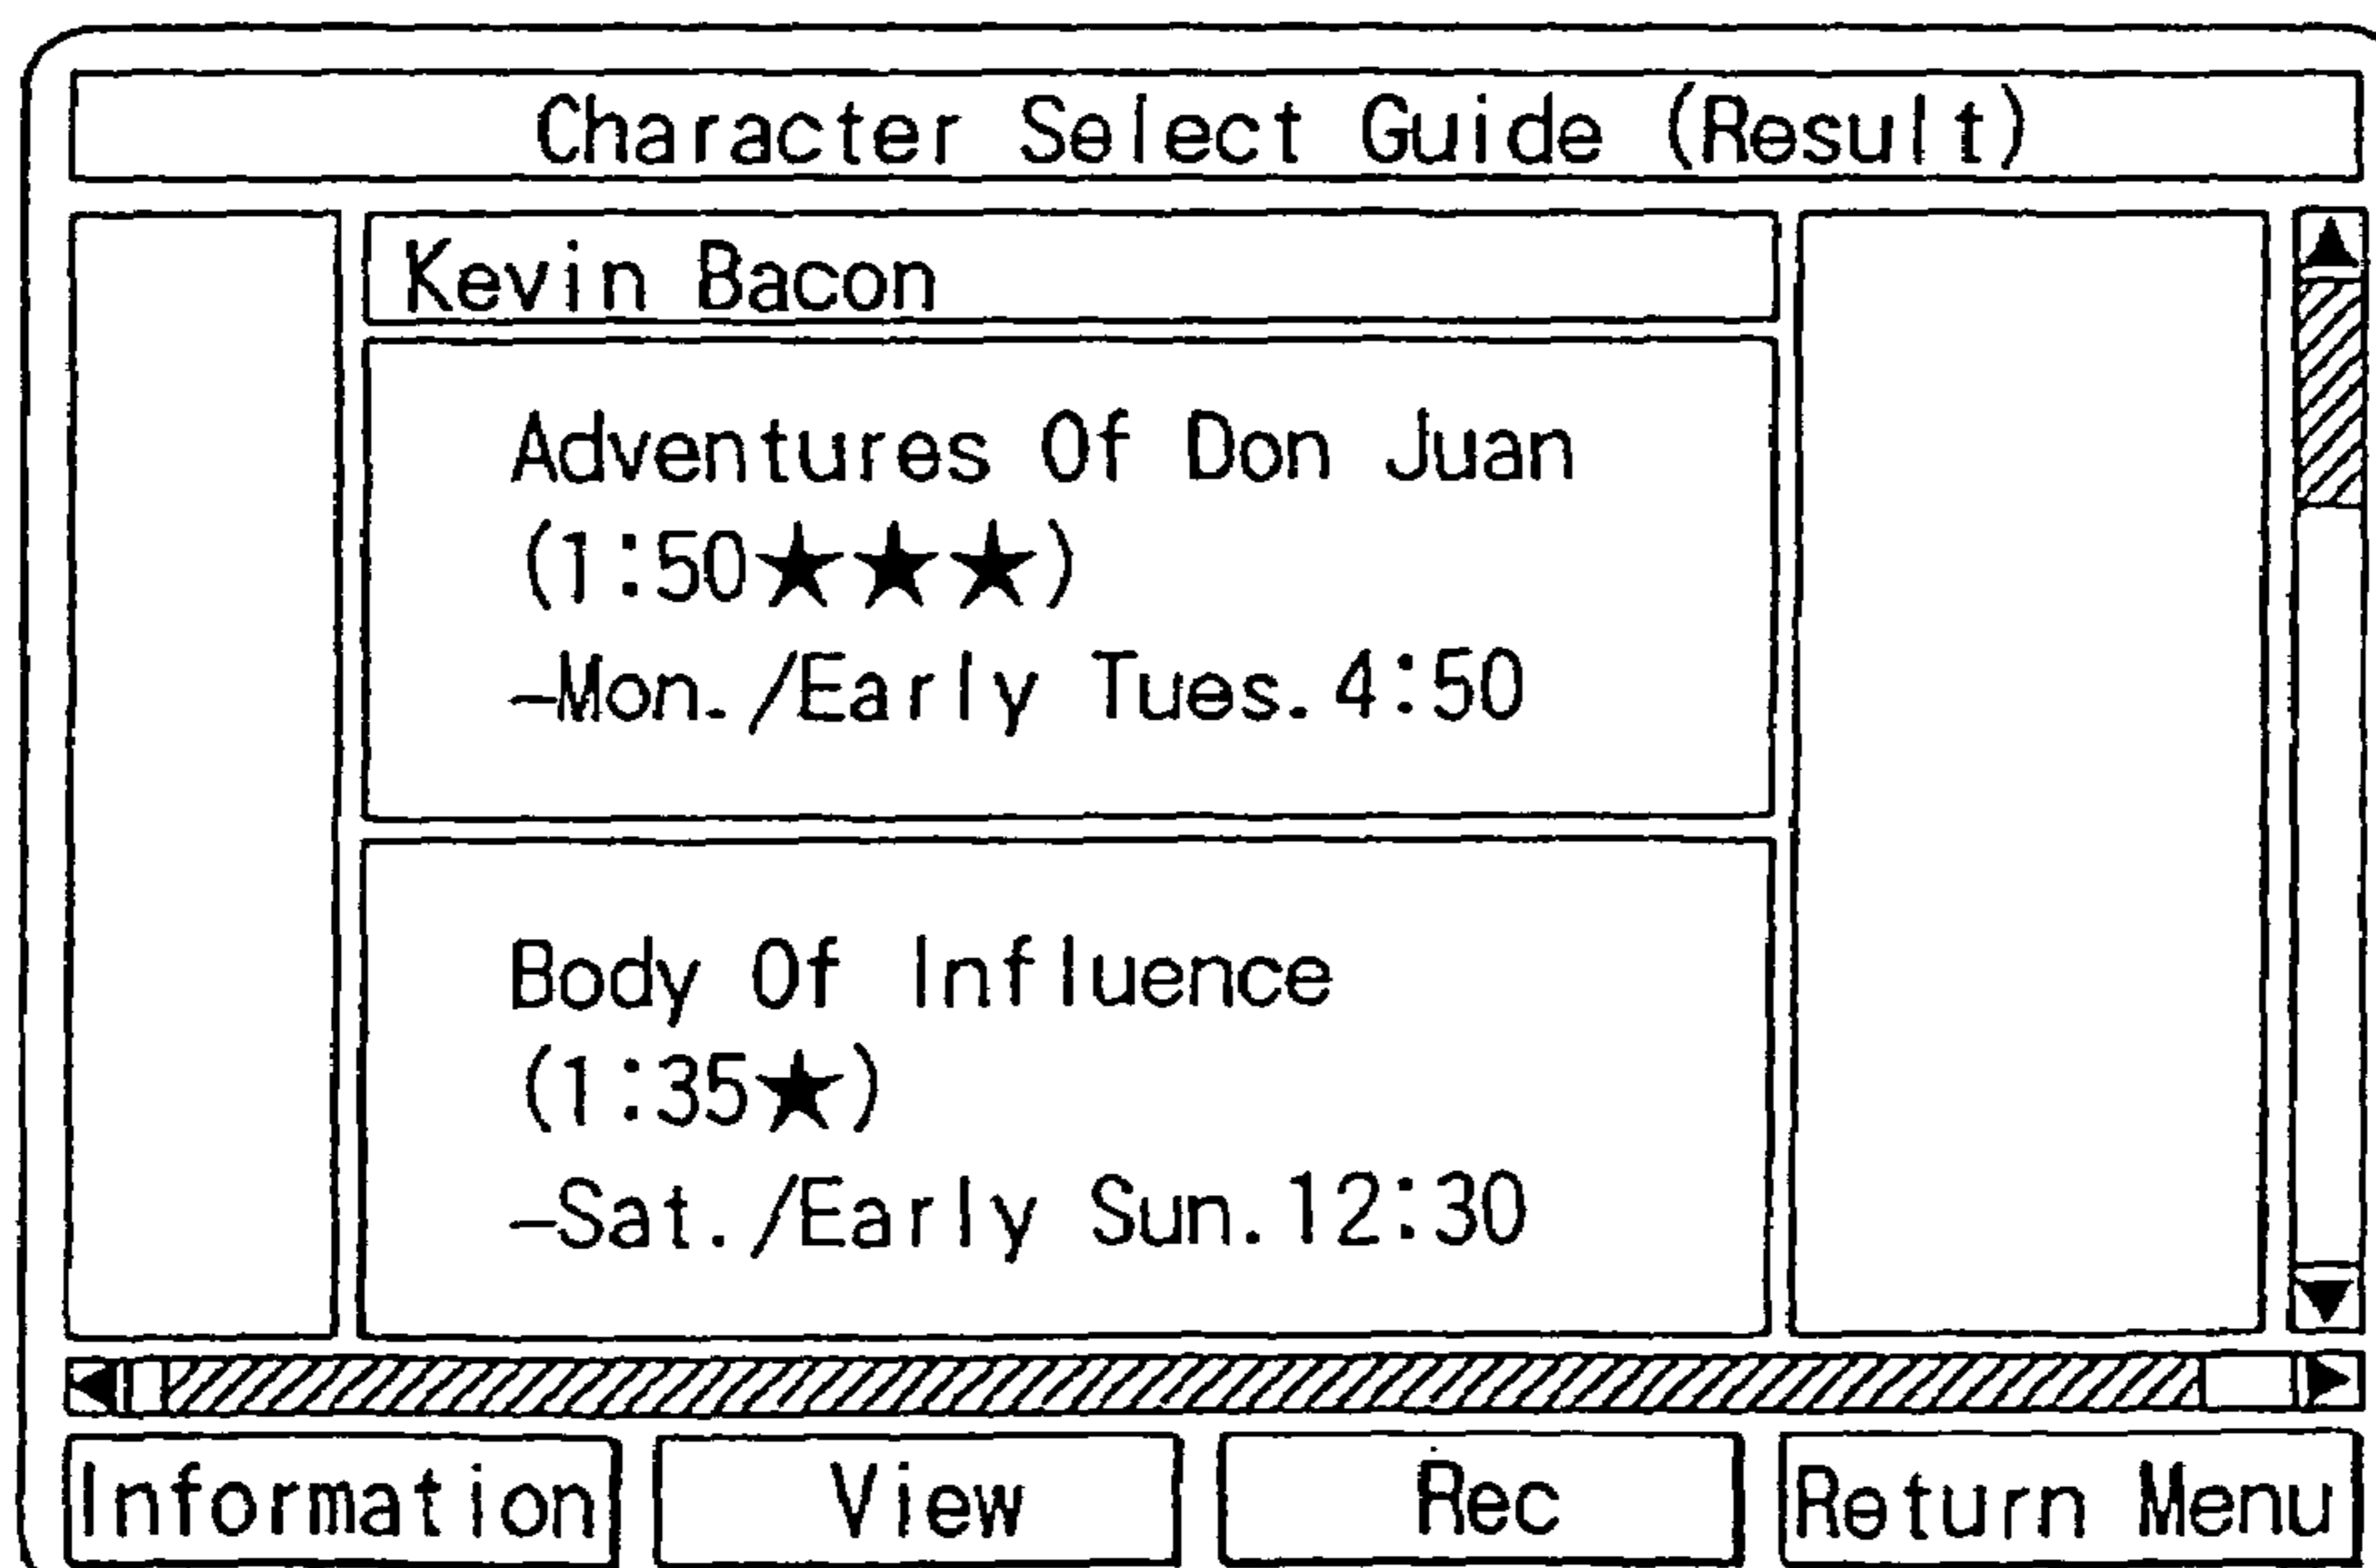 Character Select Guide (Result)
Kevin Bacon
Adventures Of Don Juan
(1:50★★★)
–Mon./Early Tues.4:50
Body Of Influence
(1:35★)
–Sat./Early Sun.12:30
Information View Rec Return Menu